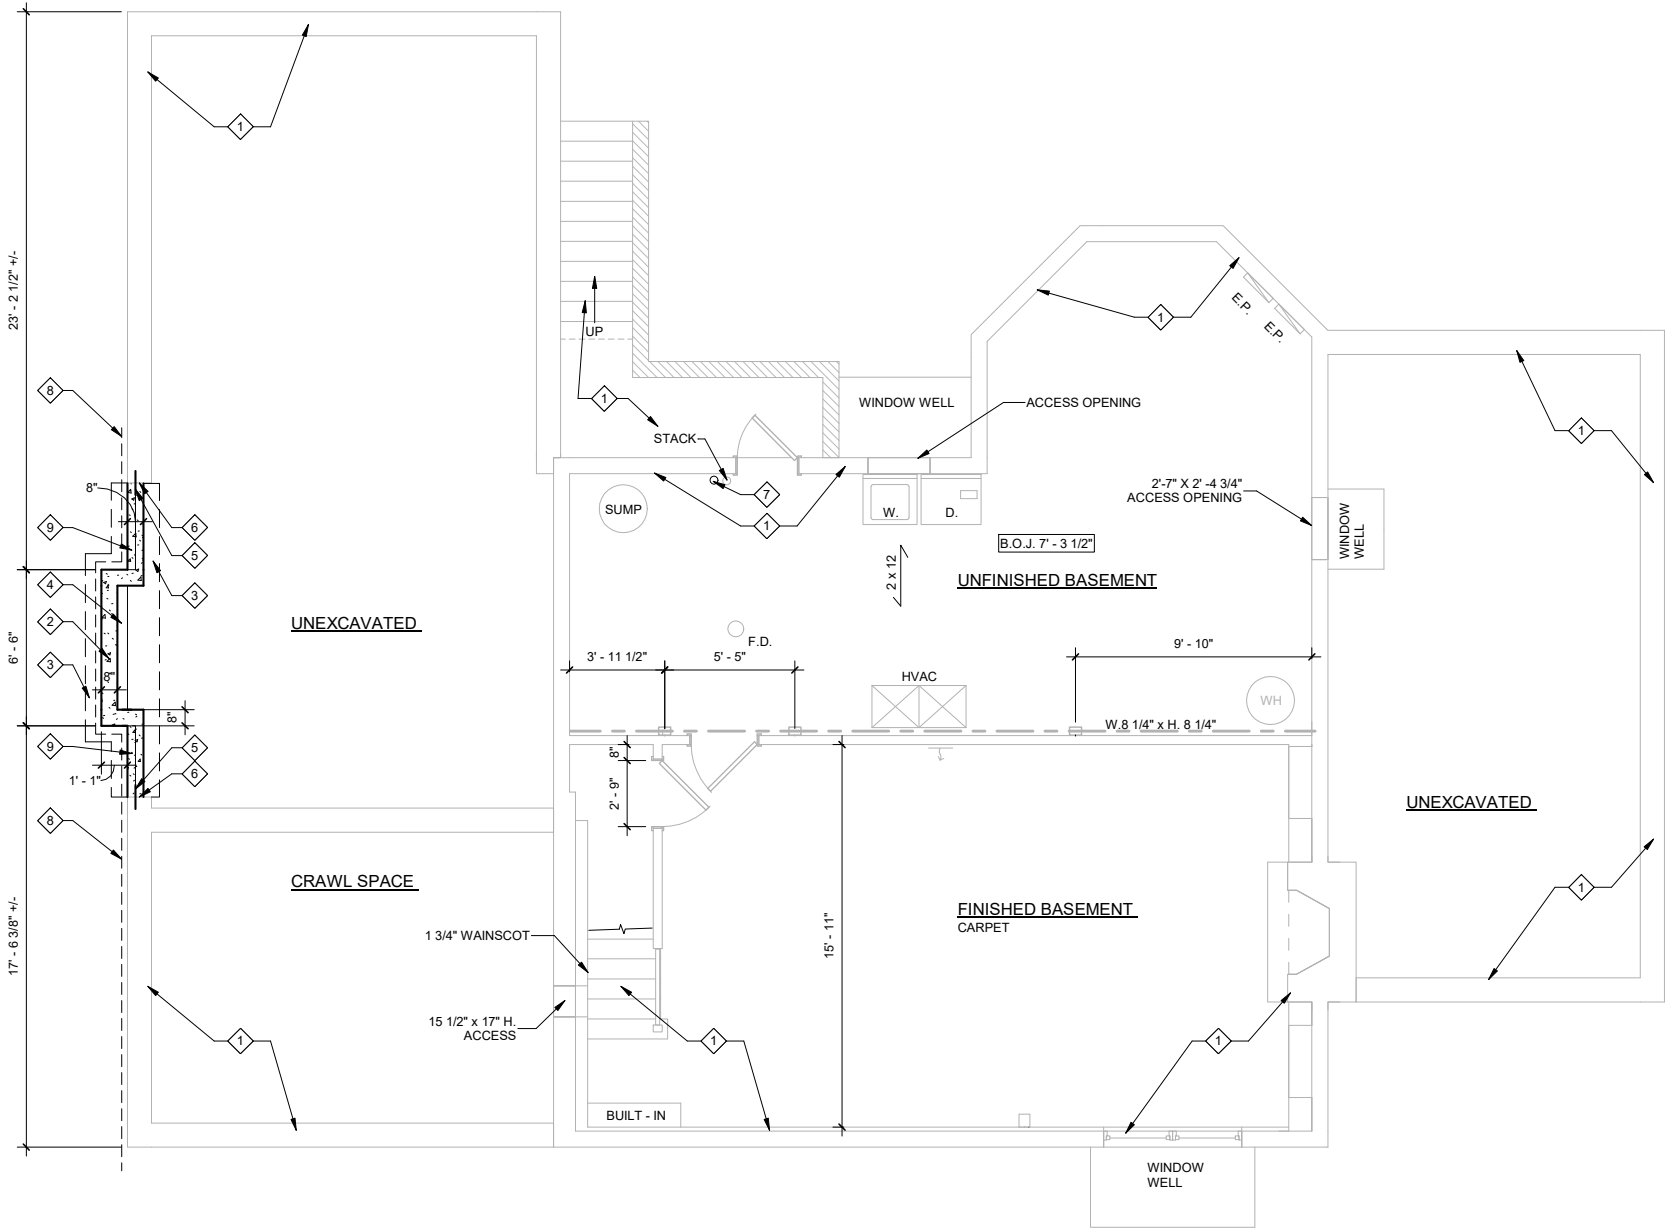 1
23' - 2 1/2" +/-
E.P.
E.P.
1
UP
8
1
WINDOW WELL
ACCESS OPENING
1
STACK
8"
7
2'-7" X 2' -4 3/4"
ACCESS OPENING
9
6
SUMP
1
W.
D.
WINDOW
WELL
5
B.O.J. 7' - 3 1/2"
4
3
2 x 12
UNFINISHED BASEMENT
2
UNEXCAVATED
6' - 6"
F.D.
3
3' - 11 1/2"
5' - 5"
9' - 10"
8"
HVAC
WH
8"
W.8 1/4" x H. 8 1/4"
9
5
8"
1' - 1"
6
2' - 9"
UNEXCAVATED
8
CRAWL SPACE
1
FINISHED BASEMENT
CARPET
1 3/4" WAINSCOT
15' - 11"
17' - 6 3/8" +/-
15 1/2" x 17" H.
ACCESS
1
1
1
BUILT - IN
WINDOW
WELL